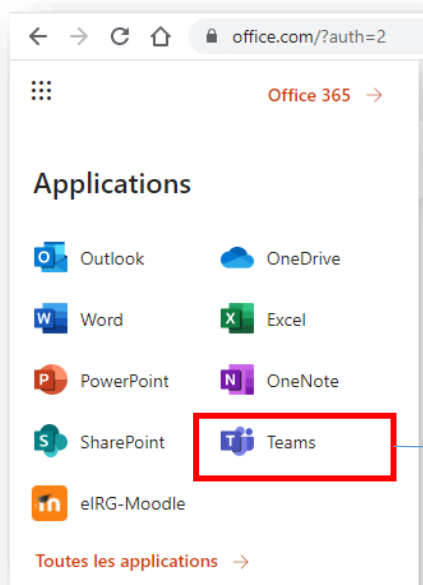 office.com/?auth=2
Office 365 →
Applications
Outlook OneDrive
Word Excel
PowerPoint OneNote
SharePoint Teams
eIRG-Moodle
Toutes les applications →